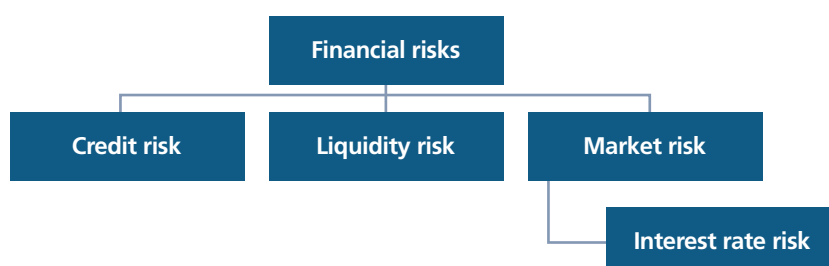 Financial risks
Credit risk
Liquidity risk
Market risk
Interest rate risk